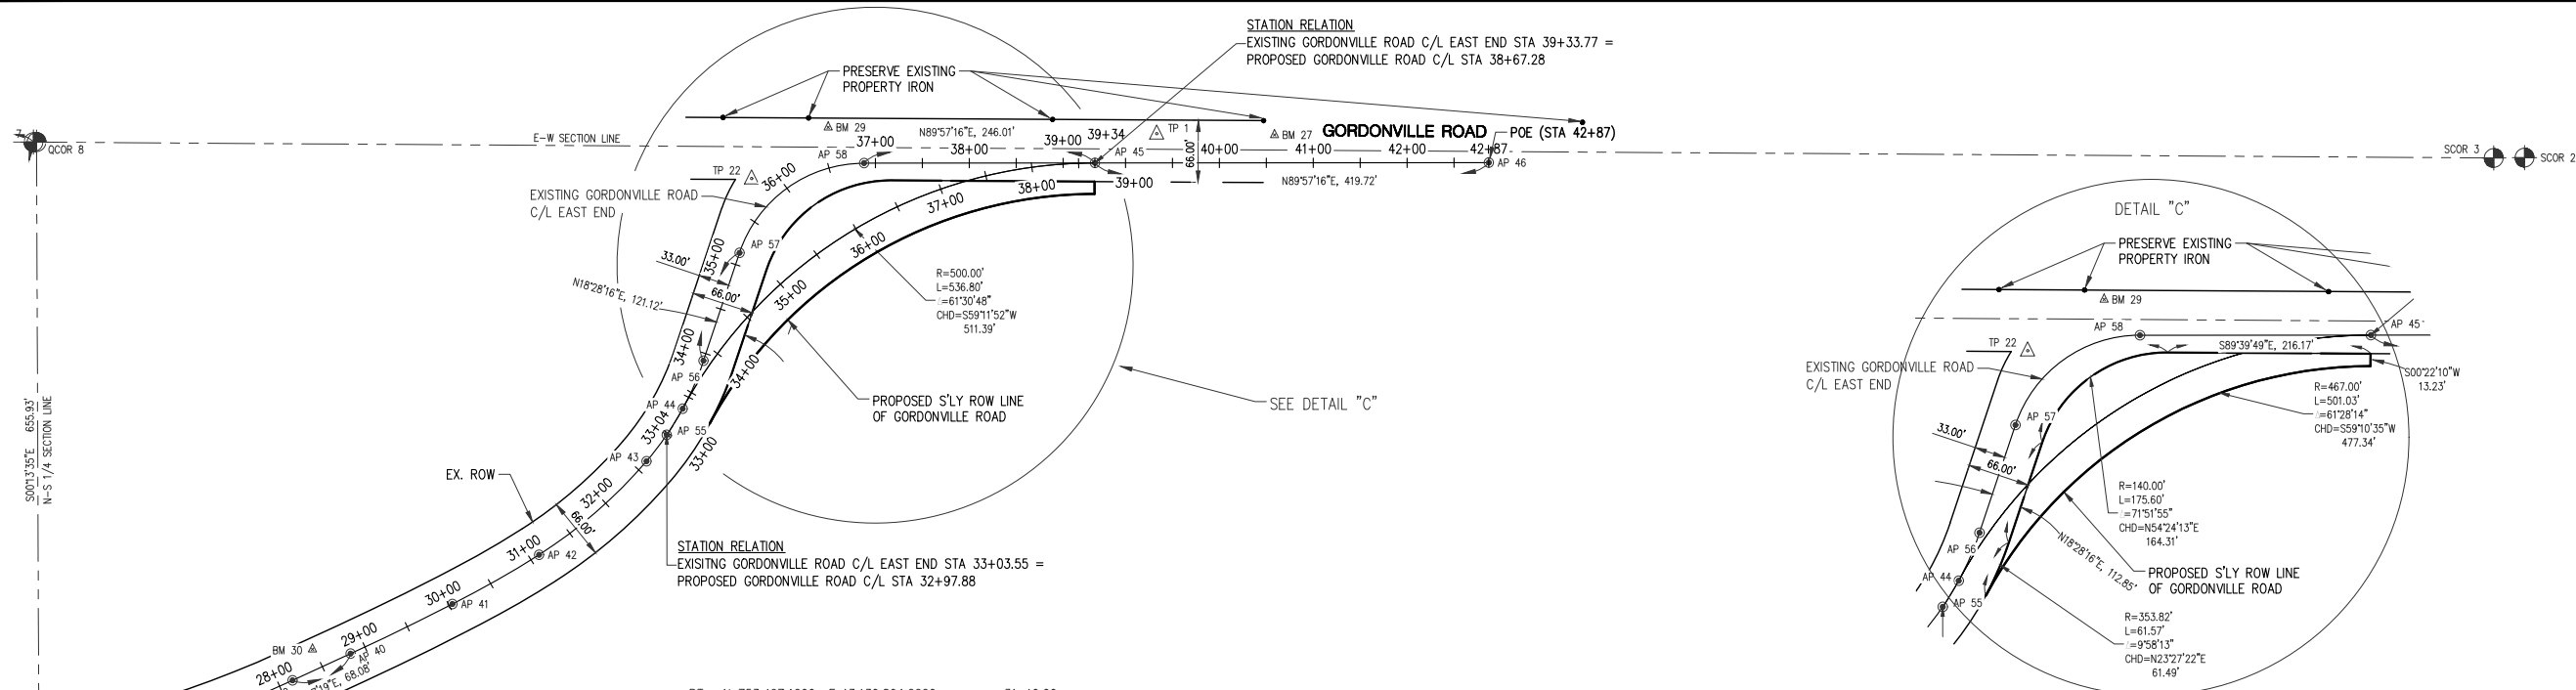 STATION RELATION
EXISTING GORDONVILLE ROAD C/L EAST END STA 39+33.77 =
PROPOSED GORDONVILLE ROAD C/L STA 38+67.28
PRESERVE EXISTING
PROPERTY IRON
E-W SECTION LINE
QCOR 8
BM 29
N89°57'16"E, 246.01'
TP 1
BM 27
GORDONVILLE ROAD
POE (STA 42+87)
37+00
38+00
39+00
39+34
40+00
41+00
42+00
42+87
AP 58
AP 45
AP 46
66.00'
39+00
N89°57'16"E, 419.72'
SCOR 3
SCOR 2
TP 22
36+00
38+00
37+00
36+00
EXISTING GORDONVILLE ROAD
C/L EAST END
AP 57
35+00
33.00'
66.00'
N18°28'16"E, 121.12'
35+00
34+00
34+00
R=500.00'
L=536.80'
=61°30'48"
CHD=S59°11'52"W
511.39'
AP 56
AP 44
33+04
AP 55
33+00
AP 43
PROPOSED S'LY ROW LINE
OF GORDONVILLE ROAD
SEE DETAIL "C"
S00°13'35"E 655.93'
N-S 1/4 SECTION LINE
EX. ROW
32+00
66.00'
31+00
AP 42
30+00
AP 41
29+00
AP 40
BM 30
28+00
19"E, 68.08'
STATION RELATION
EXISITNG GORDONVILLE ROAD C/L EAST END STA 33+03.55 =
PROPOSED GORDONVILLE ROAD C/L STA 32+97.88
DETAIL "C"
PRESERVE EXISTING
PROPERTY IRON
BM 29
AP 58
AP 45
TP 22
S89°39'49"E, 216.17'
EXISTING GORDONVILLE ROAD
C/L EAST END
S00°22'10"W
13.23'
R=467.00'
L=501.03'
=61°28'14"
CHD=S59°10'35"W
477.34'
AP 57
33.00'
66.00'
R=140.00'
L=175.60'
=71°51'55"
CHD=N54°24'13"E
164.31'
AP 56
N18°28'16"E, 112.85'
AP 44
AP 55
PROPOSED S'LY ROW LINE
OF GORDONVILLE ROAD
R=353.82'
L=61.57'
=9°58'13"
CHD=N23°27'22"E
61.49'